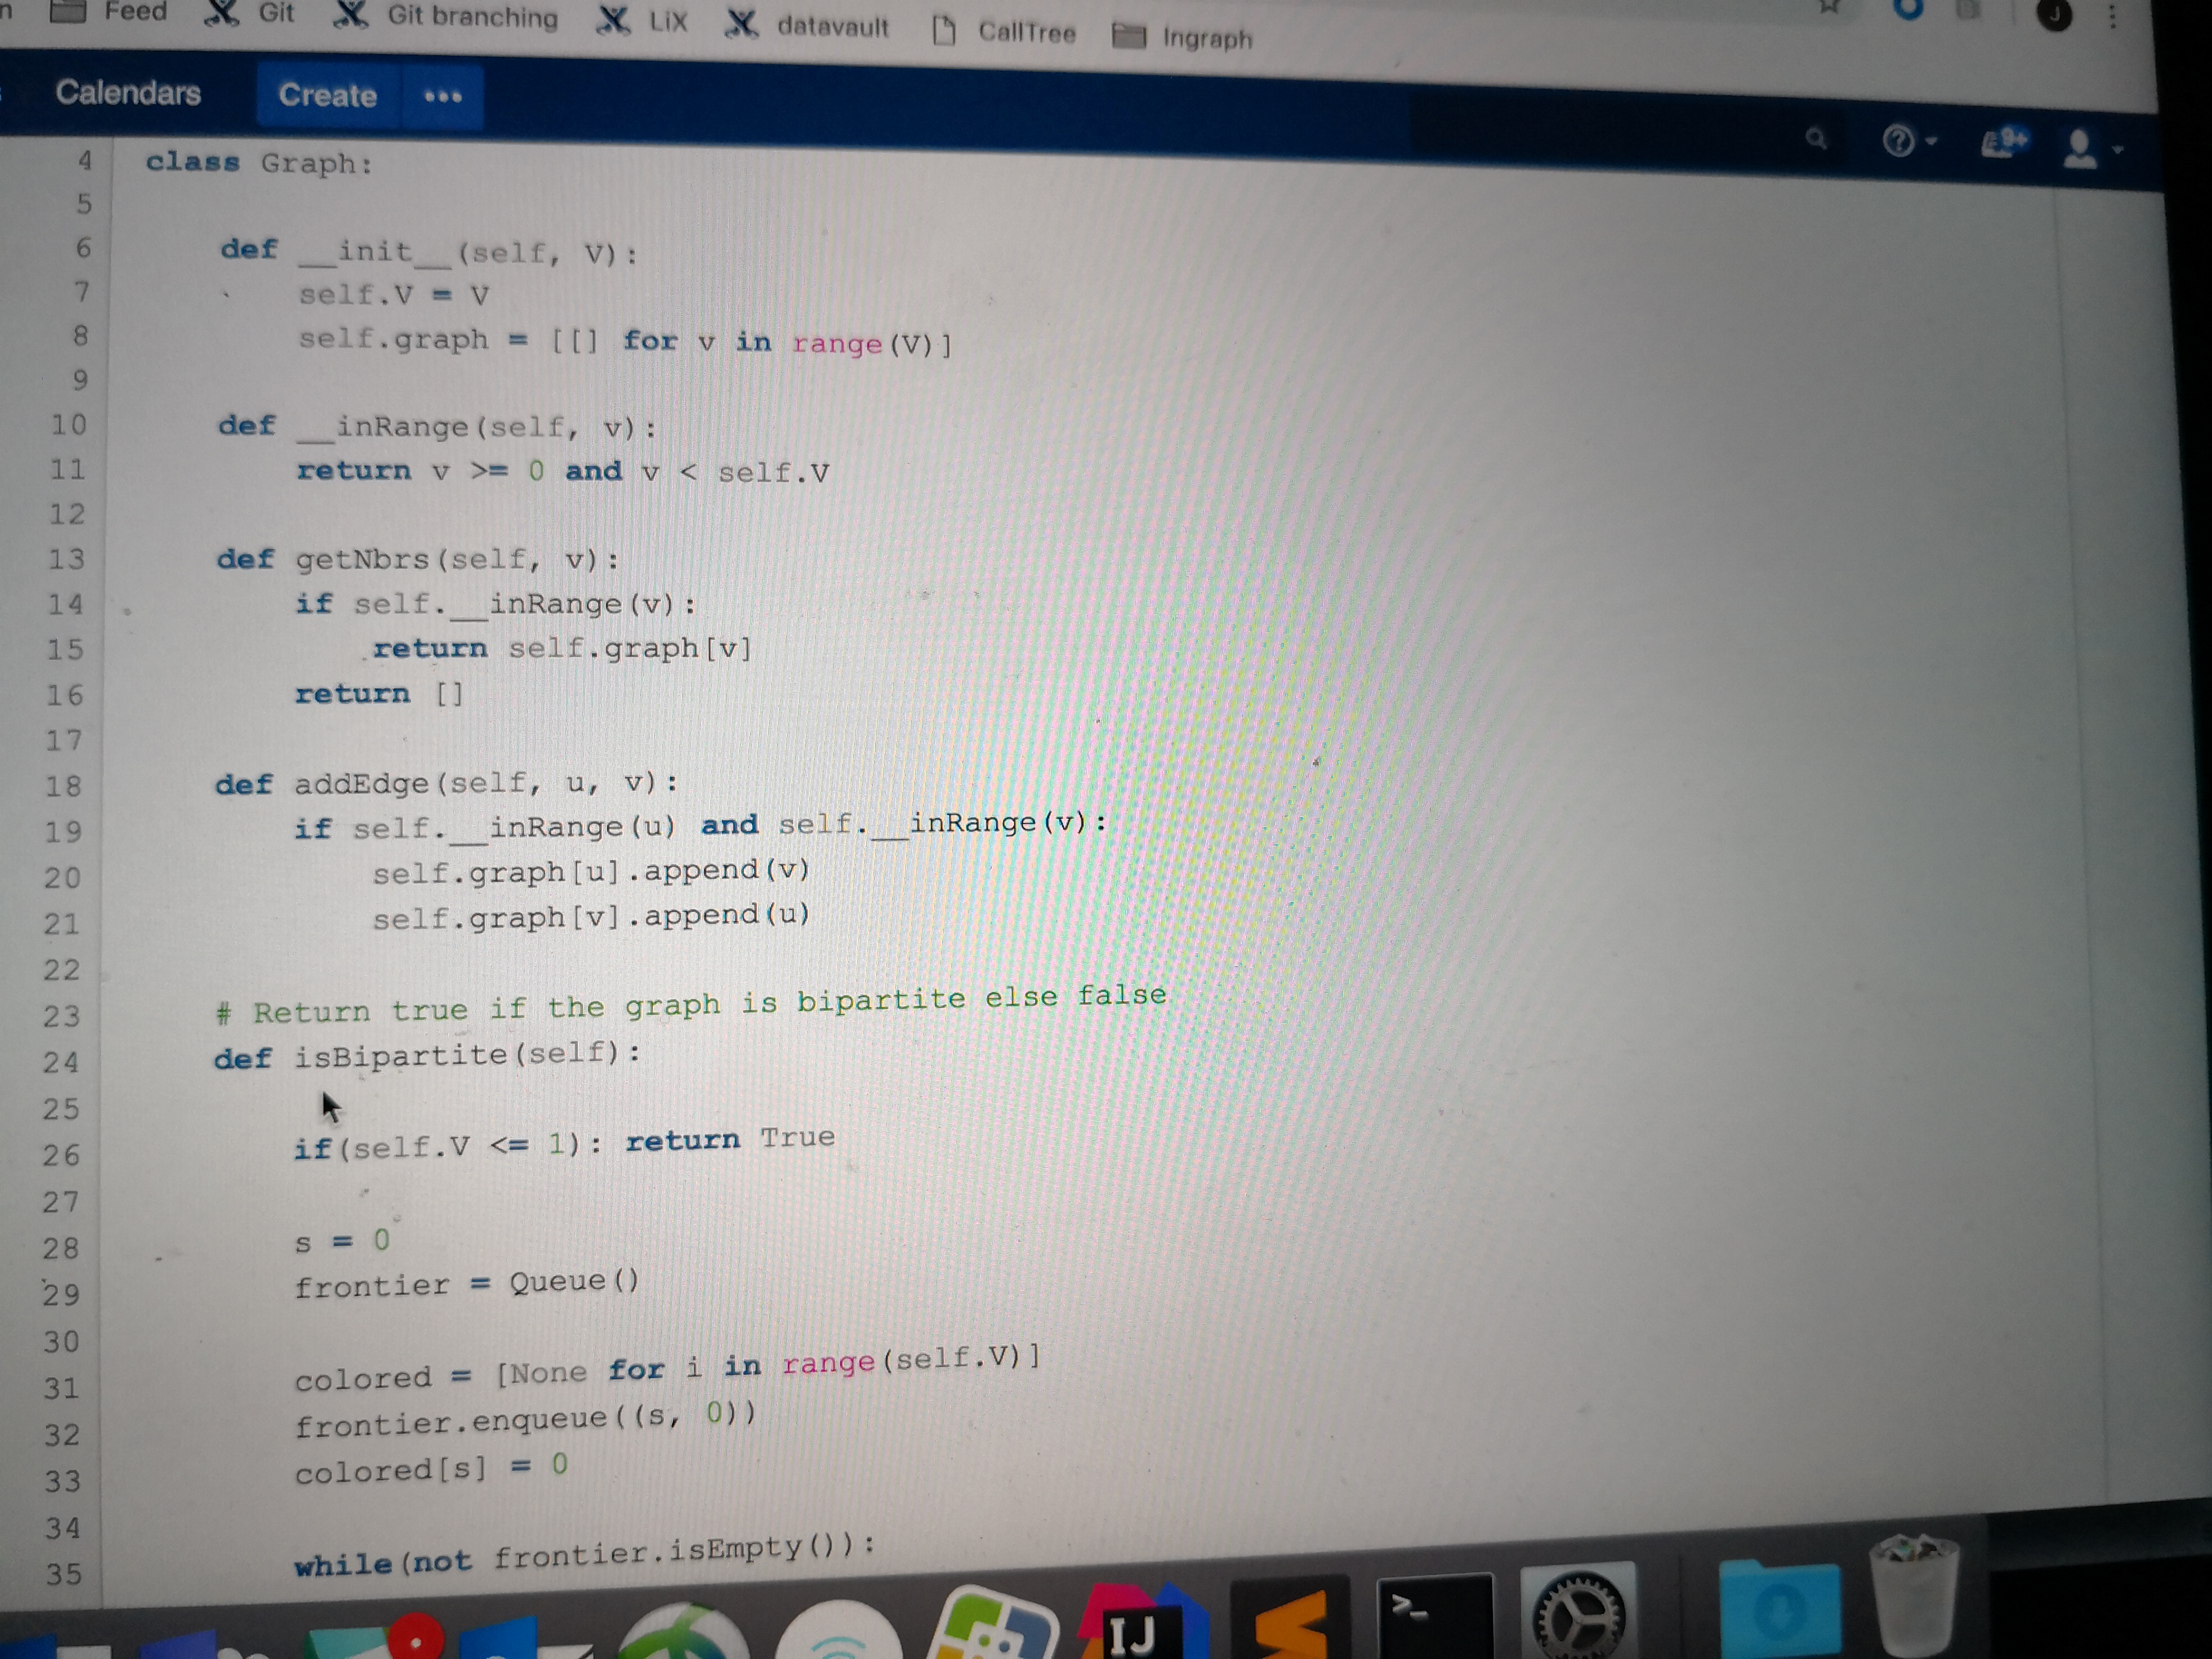 Feed Git Git branching LiX datavault CallTree Ingraph
J
Calendars Create •••
9+
4 class Graph:
5
6 def __init__(self, V):
7 self.V = V
8 self.graph = [[] for v in range(V)]
9
10 def __inRange(self, v):
11 return v >= 0 and v < self.V
12
13 def getNbrs(self, v):
14 if self.__inRange(v):
15 return self.graph[v]
16 return []
17
18 def addEdge(self, u, v):
19 if self.__inRange(u) and self.__inRange(v):
20 self.graph[u].append(v)
21 self.graph[v].append(u)
22
23 # Return true if the graph is bipartite else false
24 def isBipartite(self):
25
26 if(self.V <= 1): return True
27
28 s = 0
29 frontier = Queue()
30
31 colored = [None for i in range(self.V)]
32 frontier.enqueue((s, 0))
33 colored[s] = 0
34
35 while(not frontier.isEmpty()):
IJ
>_